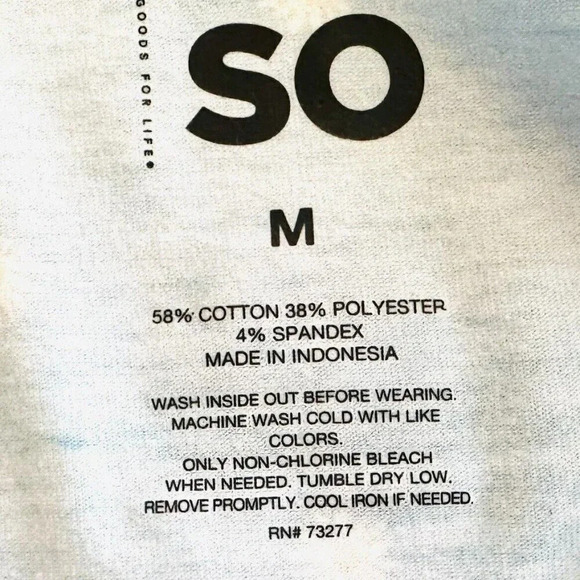 GOODS FOR LIFE
SO
M
58% COTTON 38% POLYESTER
4% SPANDEX
MADE IN INDONESIA
WASH INSIDE OUT BEFORE WEARING.
MACHINE WASH COLD WITH LIKE
COLORS.
ONLY NON-CHLORINE BLEACH
WHEN NEEDED. TUMBLE DRY LOW.
REMOVE PROMPTLY. COOL IRON IF NEEDED.
RN# 73277